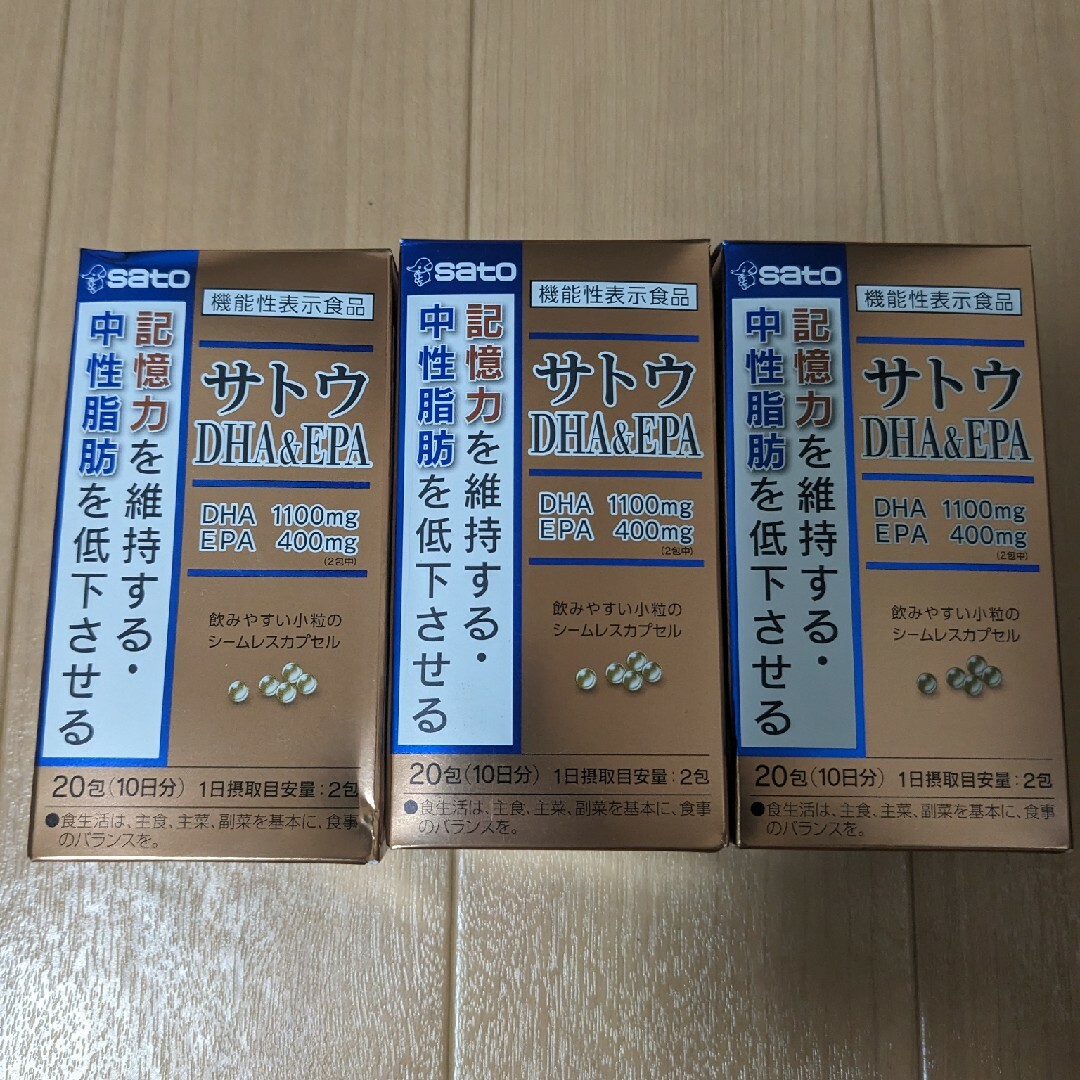 sato
機能性表示食品
記憶力を維持する・
中性脂肪を低下させる
サトウ
DHA&EPA
DHA 1100mg
EPA 400mg
(2包中)
飲みやすい小粒の
シームレスカプセル
20包(10日分) 1日摂取目安量:2包
●食生活は、主食、主菜、副菜を基本に、食事
のバランスを。
sato
機能性表示食品
記憶力を維持する・
中性脂肪を低下させる
サトウ
DHA&EPA
DHA 1100mg
EPA 400mg
(2包中)
飲みやすい小粒の
シームレスカプセル
20包(10日分) 1日摂取目安量:2包
●食生活は、主食、主菜、副菜を基本に、食事
のバランスを。
sato
機能性表示食品
記憶力を維持する・
中性脂肪を低下させる
サトウ
DHA&EPA
DHA 1100mg
EPA 400mg
(2包中)
飲みやすい小粒の
シームレスカプセル
20包(10日分) 1日摂取目安量:2包
●食生活は、主食、主菜、副菜を基本に、食事
のバランスを。